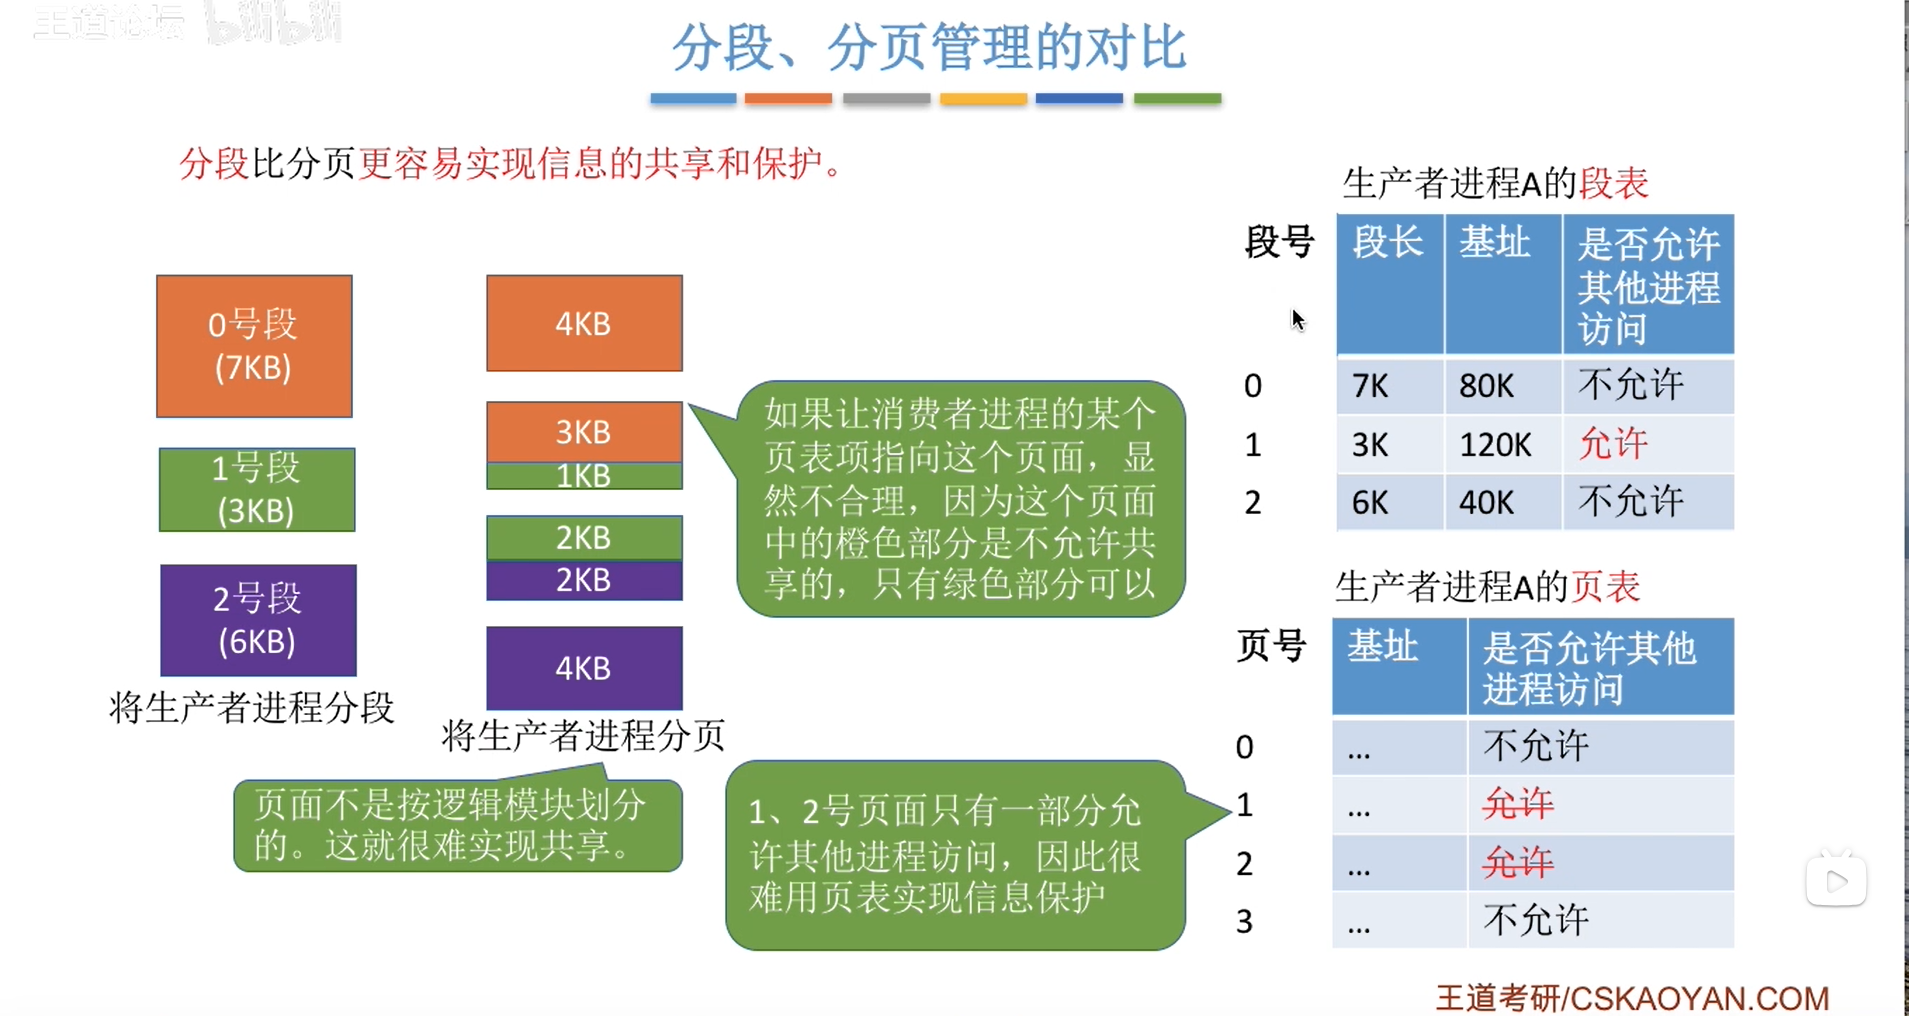 王道论坛 bilibili
分段、分页管理的对比
分段比分页更容易实现信息的共享和保护。
0号段
(7KB)
1号段
(3KB)
2号段
(6KB)
将生产者进程分段
4KB
3KB
1KB
2KB
2KB
4KB
将生产者进程分页
如果让消费者进程的某个
页表项指向这个页面，显
然不合理，因为这个页面
中的橙色部分是不允许共
享的，只有绿色部分可以
页面不是按逻辑模块划分
的。这就很难实现共享。
1、2号页面只有一部分允
许其他进程访问，因此很
难用页表实现信息保护
生产者进程A的段表
段号 段长 基址 是否允许
其他进程
访问
0 7K 80K 不允许
1 3K 120K 允许
2 6K 40K 不允许
生产者进程A的页表
页号 基址 是否允许其他
进程访问
0 ... 不允许
1 ... 允许
2 ... 允许
3 ... 不允许
王道考研/CSKAOYAN.COM